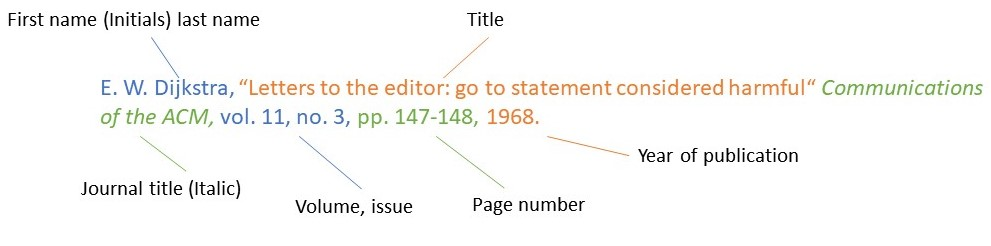 First name (Initials) last name
Title
E. W. Dijkstra, “Letters to the editor: go to statement considered harmful“ Communications
of the ACM, vol. 11, no. 3, pp. 147-148, 1968.
Year of publication
Journal title (Italic)
Volume, issue
Page number